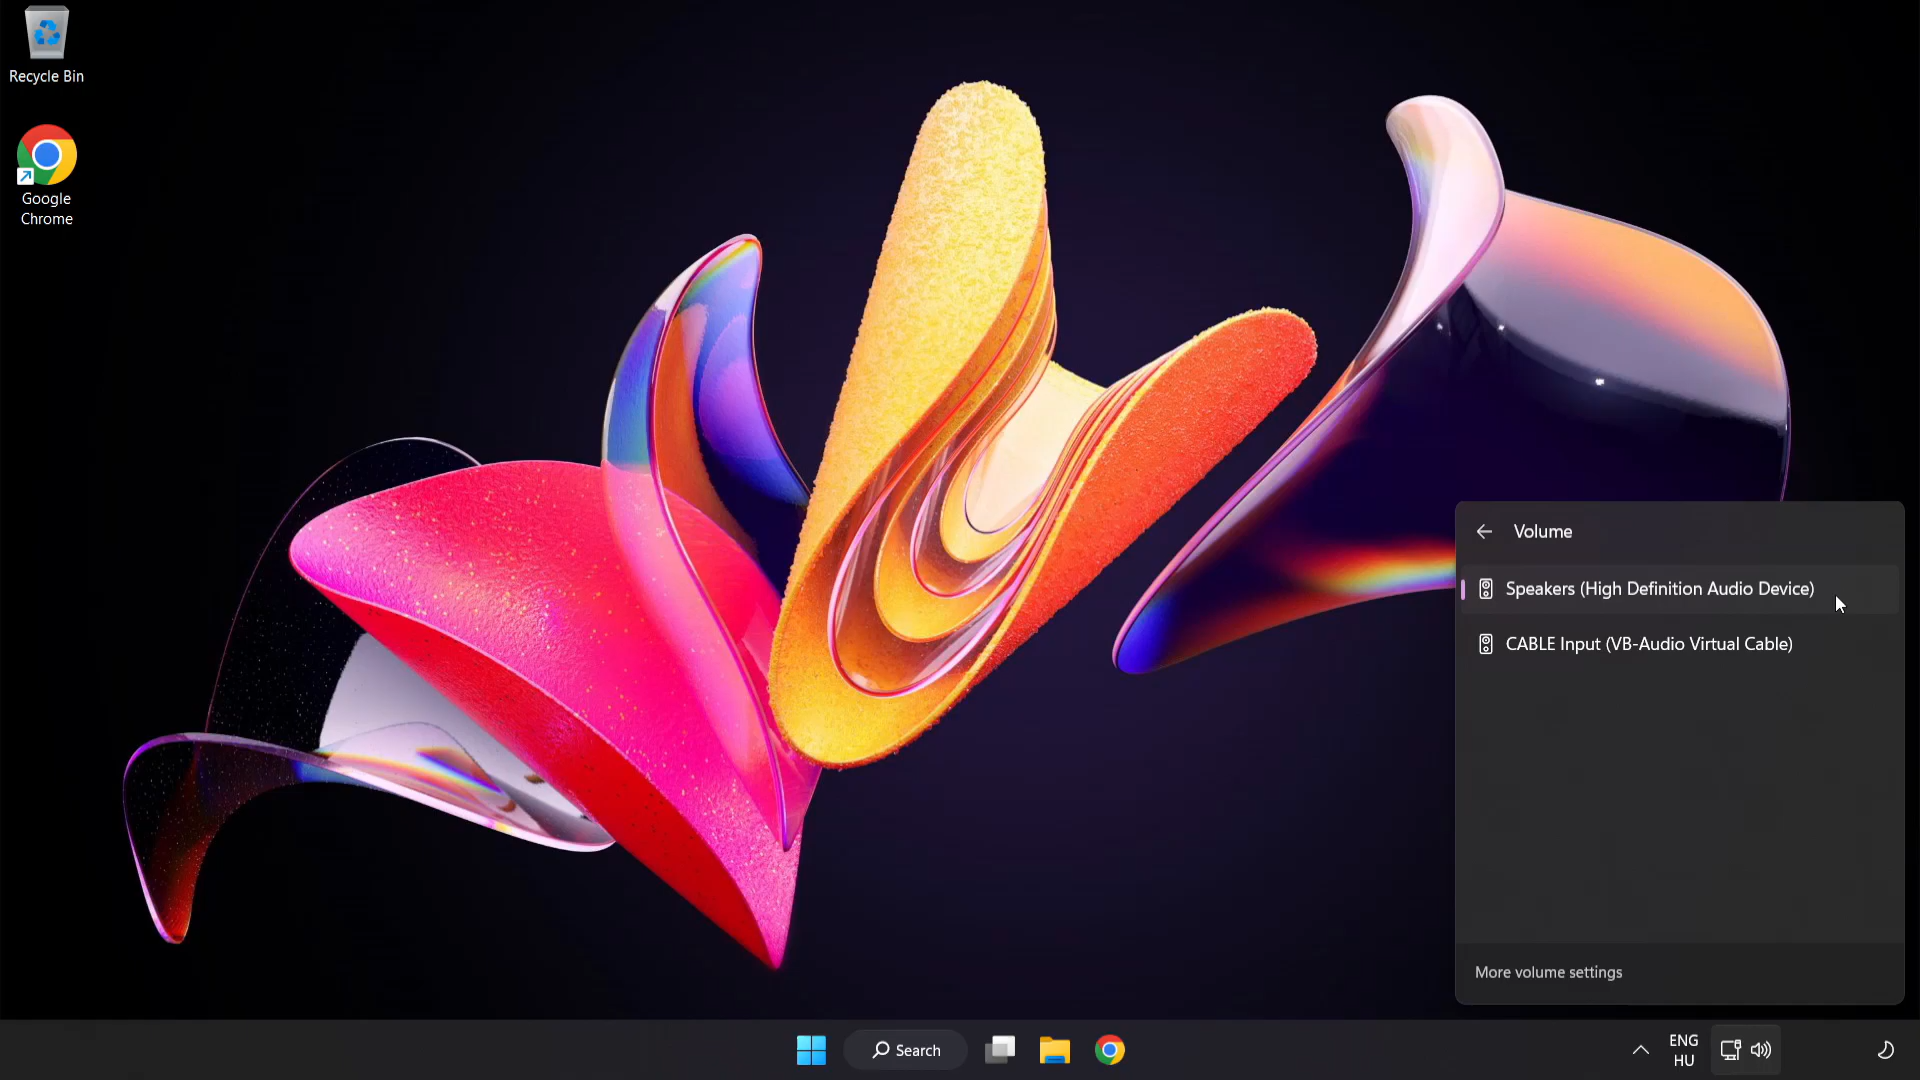 Recycle Bin
Google
Chrome
Volume
Speakers (High Definition Audio Device)
CABLE Input (VB-Audio Virtual Cable)
More volume settings
Search
ENG
HU